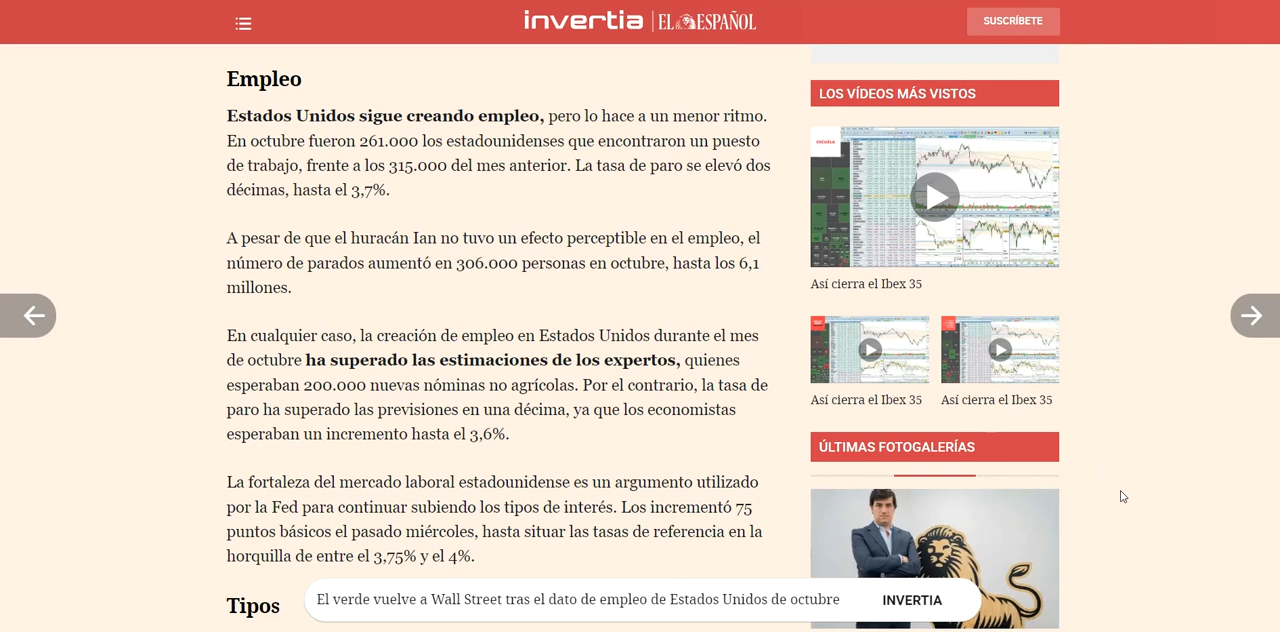 invertia | EL ESPAÑOL
SUSCRÍBETE
Empleo
Estados Unidos sigue creando empleo, pero lo hace a un menor ritmo.
En octubre fueron 261.000 los estadounidenses que encontraron un puesto
de trabajo, frente a los 315.000 del mes anterior. La tasa de paro se elevó dos
décimas, hasta el 3,7%.
A pesar de que el huracán Ian no tuvo un efecto perceptible en el empleo, el
número de parados aumentó en 306.000 personas en octubre, hasta los 6,1
millones.
En cualquier caso, la creación de empleo en Estados Unidos durante el mes
de octubre ha superado las estimaciones de los expertos, quienes
esperaban 200.000 nuevas nóminas no agrícolas. Por el contrario, la tasa de
paro ha superado las previsiones en una décima, ya que los economistas
esperaban un incremento hasta el 3,6%.
La fortaleza del mercado laboral estadounidense es un argumento utilizado
por la Fed para continuar subiendo los tipos de interés. Los incrementó 75
puntos básicos el pasado miércoles, hasta situar las tasas de referencia en la
horquilla de entre el 3,75% y el 4%.
Tipos
LOS VÍDEOS MÁS VISTOS
ESCUELA
Así cierra el Ibex 35
Así cierra el Ibex 35
Así cierra el Ibex 35
ÚLTIMAS FOTOGALERÍAS
El verde vuelve a Wall Street tras el dato de empleo de Estados Unidos de octubre
INVERTIA